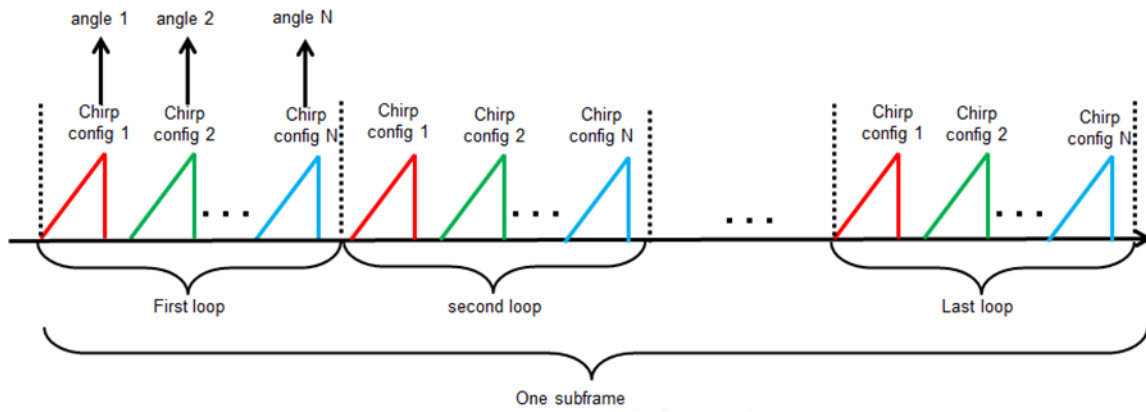 angle 1
angle 2
angle N
Chirp
config 1
Chirp
config 2
Chirp
config N
Chirp
config 1
Chirp
config 2
Chirp
config N
Chirp
config 1
Chirp
config 2
Chirp
config N
First loop
second loop
Last loop
One subframe